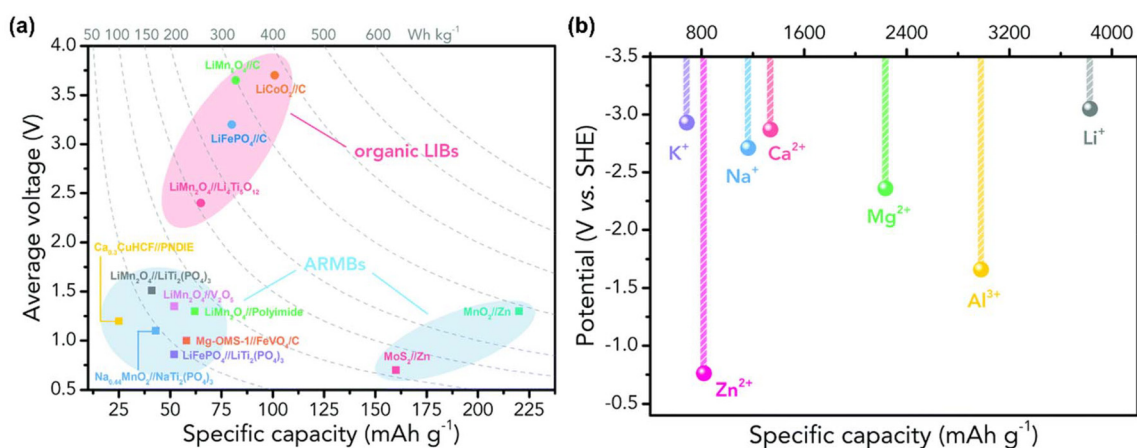 (a)
50 100 150 200 300 400 500 600 Wh kg⁻¹
Average voltage (V)
4.0
3.5
3.0
2.5
2.0
1.5
1.0
0.5
LiMn₂O₄//C
LiCoO₂//C
LiFePO₄//C
organic LIBs
LiMn₂O₄//Li₄Ti₅O₁₂
Ca₀.₃CuHCF//PNDIE
ARMBs
LiMn₂O₄//LiTi₂(PO₄)₃
LiMn₂O₄//V₂O₅
LiMn₂O₄//Polyimide
MnO₂//Zn
Mg-OMS-1//FeVO₄/C
LiFePO₄//LiTi₂(PO₄)₃
MoS₂//Zn
Na₀.₄₄MnO₂//NaTi₂(PO₄)₃
25 50 75 100 125 150 175 200 225
Specific capacity (mAh g⁻¹)
(b)
800 2400 3200 4000
Potential (V vs. SHE)
-3.5
-3.0
-2.5
-2.0
-1.5
-1.0
-0.5
K⁺
Na⁺
Ca²⁺
Li⁺
Mg²⁺
Al³⁺
Zn²⁺
Specific capacity (mAh g⁻¹)